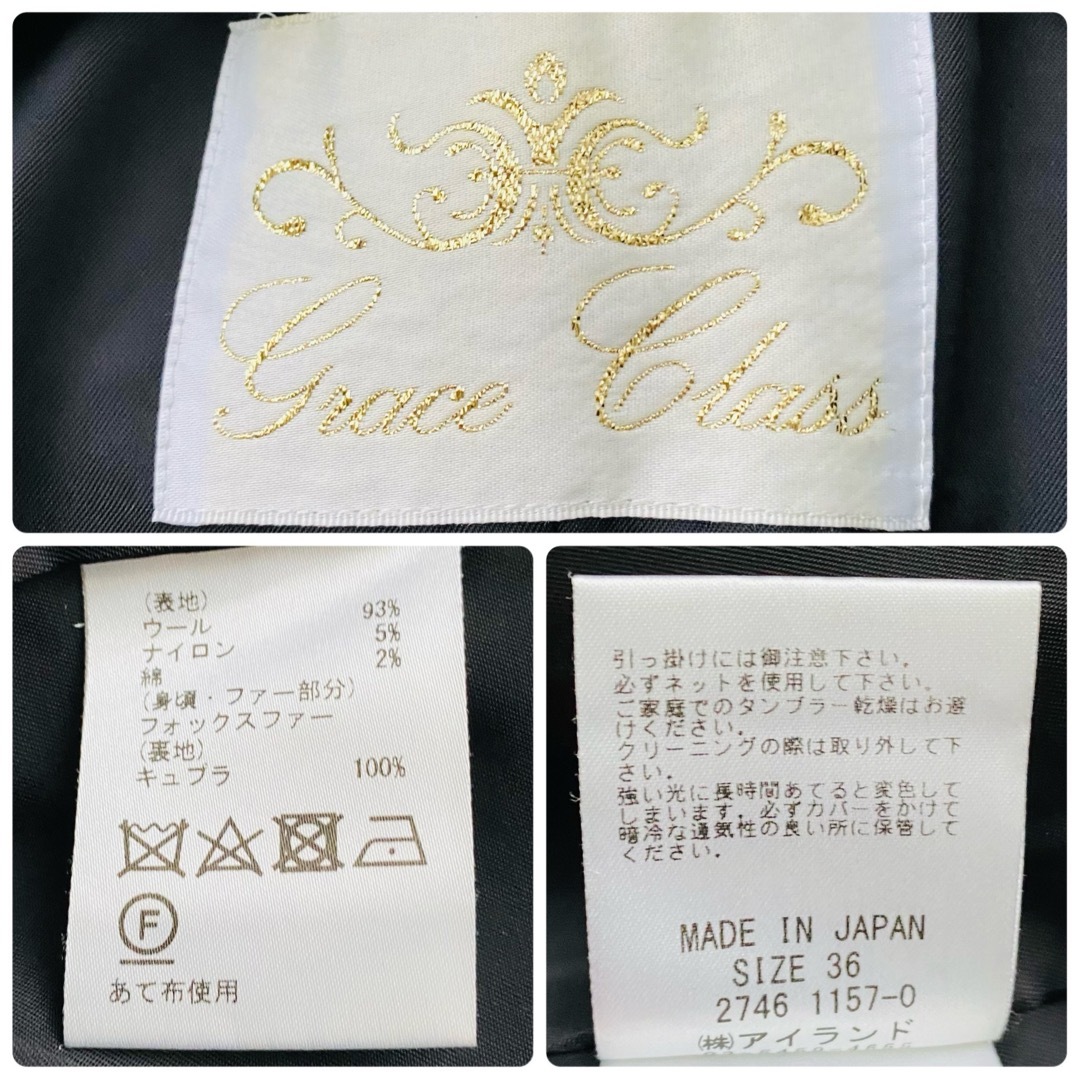 Grace Class
(表地)
ウール 93%
ナイロン 5%
綿 2%
(身頃・ファー部分)
フォックスファー
(裏地)
キュプラ 100%
F
あて布使用
引っ掛けには御注意下さい。
必ずネットを使用して下さい。
ご家庭でのタンブラー乾燥はお避
けください。
クリーニングの際は取り外して下
さい。
強い光に長時間あてると変色して
しまいます。必ずカバーをかけて
暗冷な通気性の良い所に保管して
ください。
MADE IN JAPAN
SIZE 36
2746 1157-0
(株)アイランド